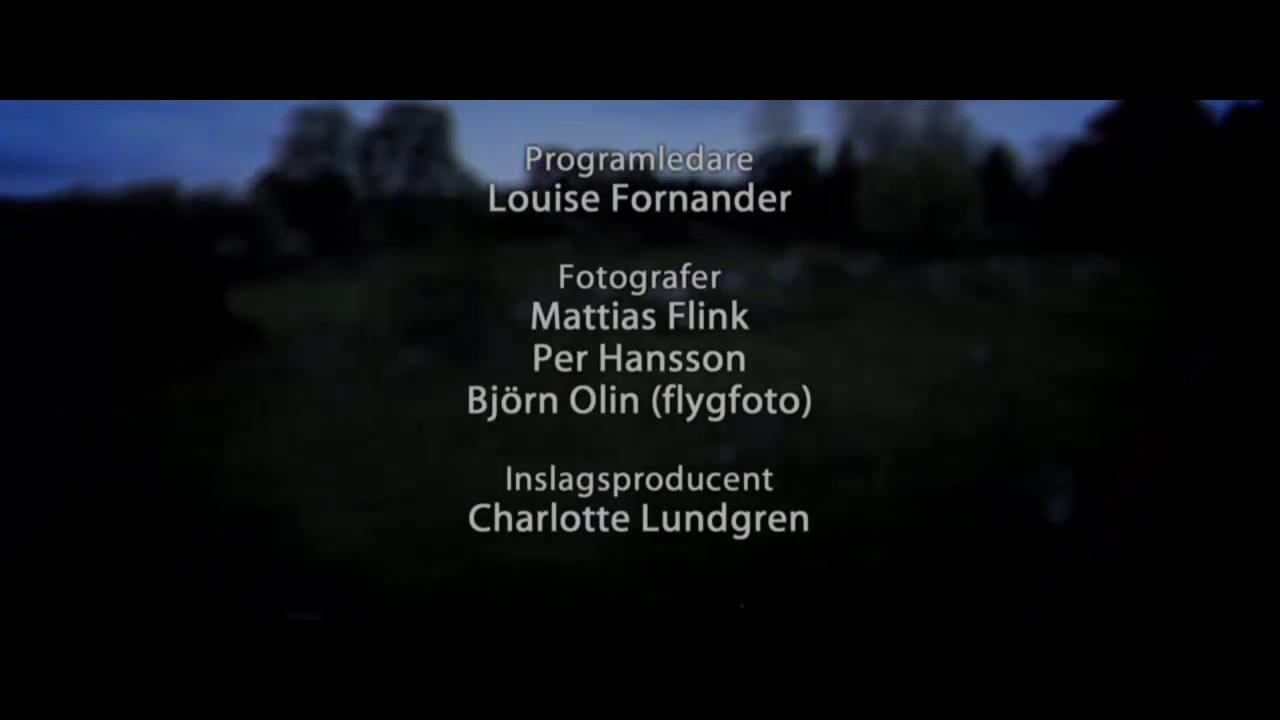 Programledare
Louise Fornander
Fotografer
Mattias Flink
Per Hansson
Björn Olin (flygfoto)
Inslagsproducent
Charlotte Lundgren